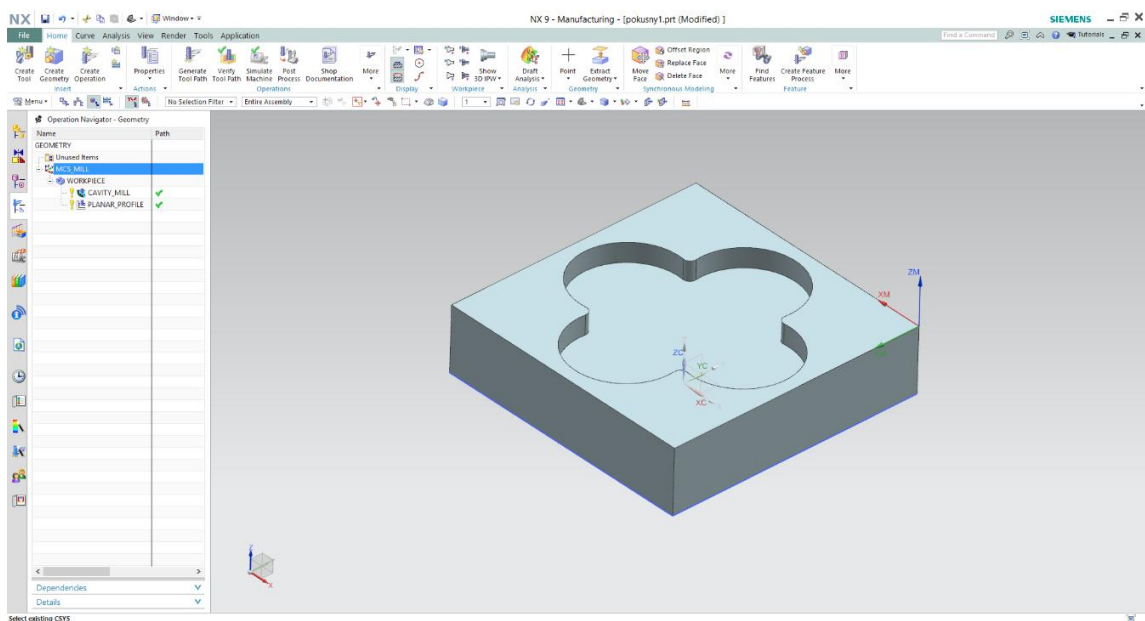 NX Window NX 9 - Manufacturing - [pokusny1.prt (Modified) ] SIEMENS
File Home Curve Analysis View Render Tools Application Find a Command Tutorials
Create Tool Create Geometry Create Operation Properties Generate Tool Path Verify Tool Path Simulate Machine Post Process Shop Documentation More Show 3D IPW Draft Analysis Point Extract Geometry Move Face Offset Region Replace Face Delete Face More Find Features Create Feature Process More
Insert Actions Operations Display Workpiece Analysis Geometry Synchronous Modeling Feature
Menu No Selection Filter Entire Assembly 1
Operation Navigator - Geometry
Name Path
GEOMETRY
Unused Items
MCS_MILL
WORKPIECE
CAVITY_MILL
PLANAR_PROFILE
ZM
XM
ZC
YC
XC
Z
X
Dependencies
Details
Select existing CSYS